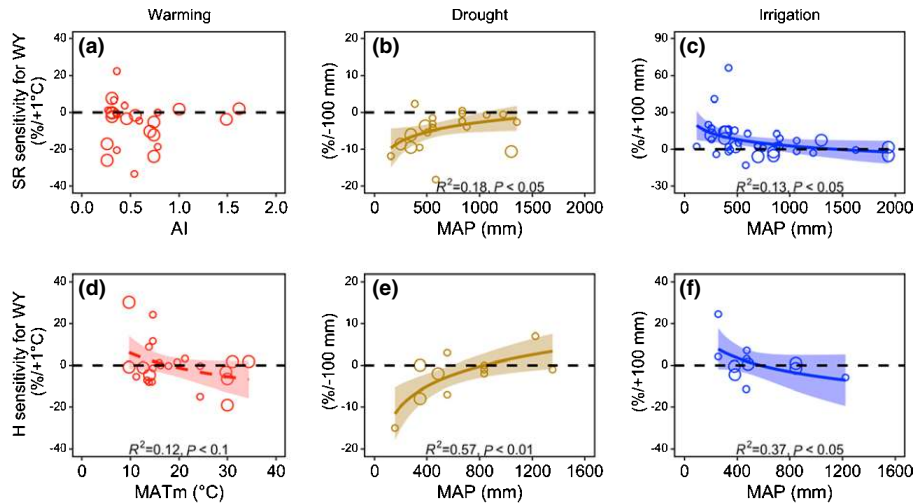 Warming
Drought
Irrigation
(a)
SR sensitivity for WY
(%/+1°C)
40
20
0
-20
-40
0.0 0.5 1.0 1.5 2.0
AI
(b)
(%/-100 mm)
20
10
0
-10
-20
R²=0.18, P < 0.05
0 500 1000 1500 2000
MAP (mm)
(c)
(%/+100 mm)
90
60
30
0
-30
R²=0.13, P < 0.05
0 500 1000 1500 2000
MAP (mm)
(d)
H sensitivity for WY
(%/+1°C)
40
20
0
-20
-40
R²=0.12, P < 0.1
0.0 10 20 30 40
MATm (°C)
(e)
(%/-100 mm)
20
10
0
-10
-20
R²=0.57, P < 0.01
0 400 800 1200 1600
MAP (mm)
(f)
(%/+100 mm)
40
20
0
-20
-40
R²=0.37, P < 0.05
0 400 800 1200 1600
MAP (mm)